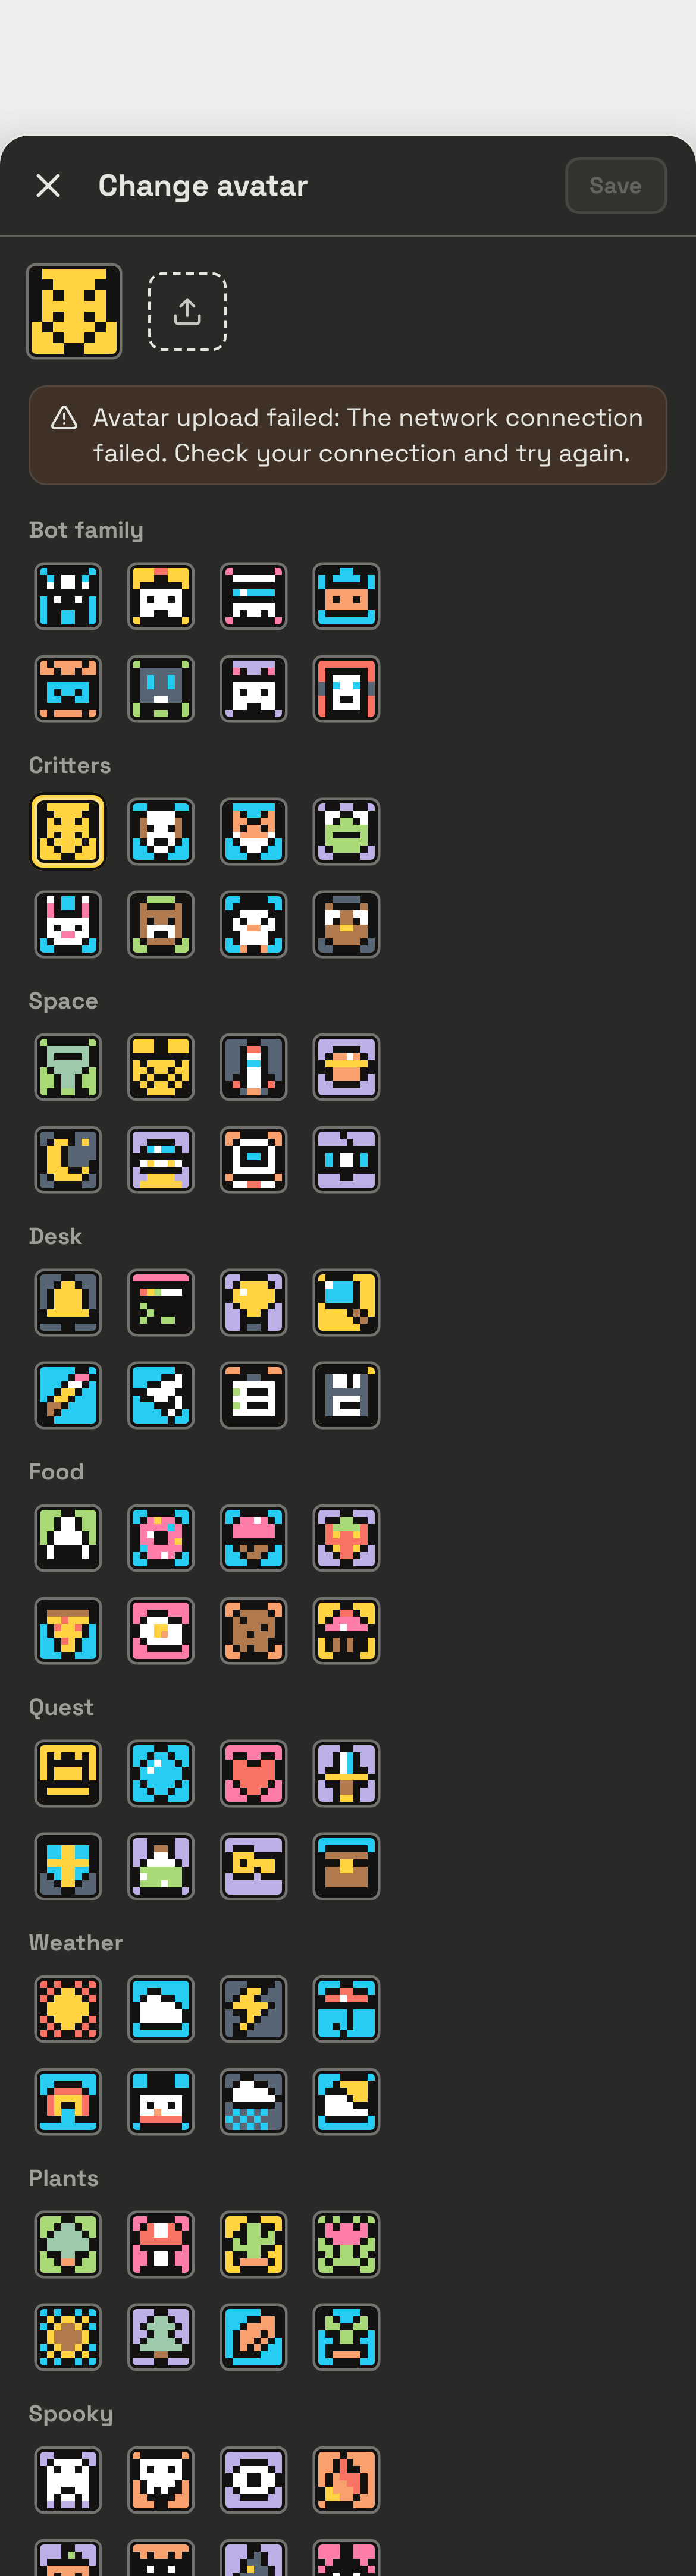 Change avatar
Save
Avatar upload failed: The network connection
failed. Check your connection and try again.
Bot family
Critters
Space
Desk
Food
Quest
Weather
Plants
Spooky